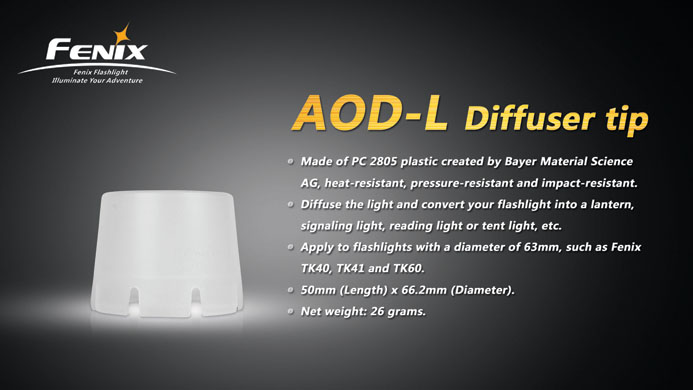 FENIX
Fenix Flashlight
Illuminate Your Adventure
AOD-L Diffuser tip
Made of PC 2805 plastic created by Bayer Material Science
AG, heat-resistant, pressure-resistant and impact-resistant.
Diffuse the light and convert your flashlight into a lantern,
signaling light, reading light or tent light, etc.
Apply to flashlights with a diameter of 63mm, such as Fenix
TK40, TK41 and TK60.
50mm (Length) x 66.2mm (Diameter).
Net weight: 26 grams.